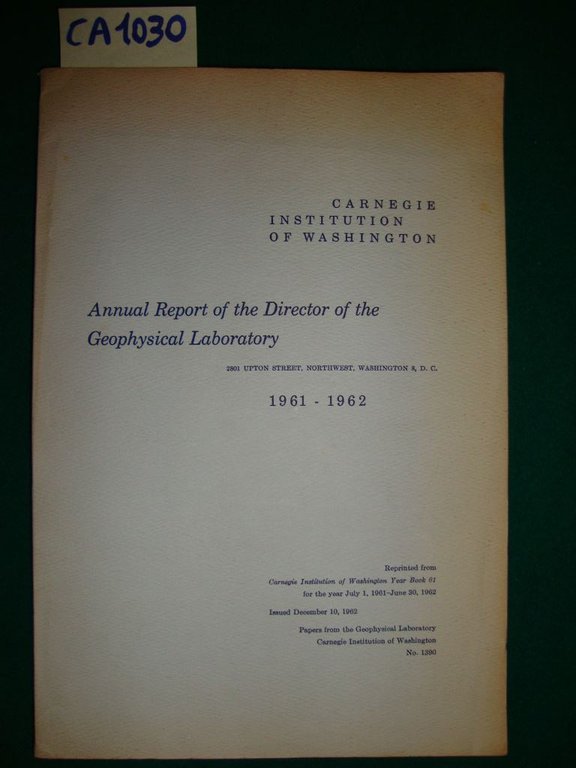 CA1030
CARNEGIE
INSTITUTION
OF WASHINGTON
Annual Report of the Director of the
Geophysical Laboratory
2801 UPTON STREET, NORTHWEST, WASHINGTON 8, D. C.
1961 - 1962
Reprinted from
Carnegie Institution of Washington Year Book 61
for the year July 1, 1961–June 30, 1962
Issued December 10, 1962
Papers from the Geophysical Laboratory
Carnegie Institution of Washington
No. 1390